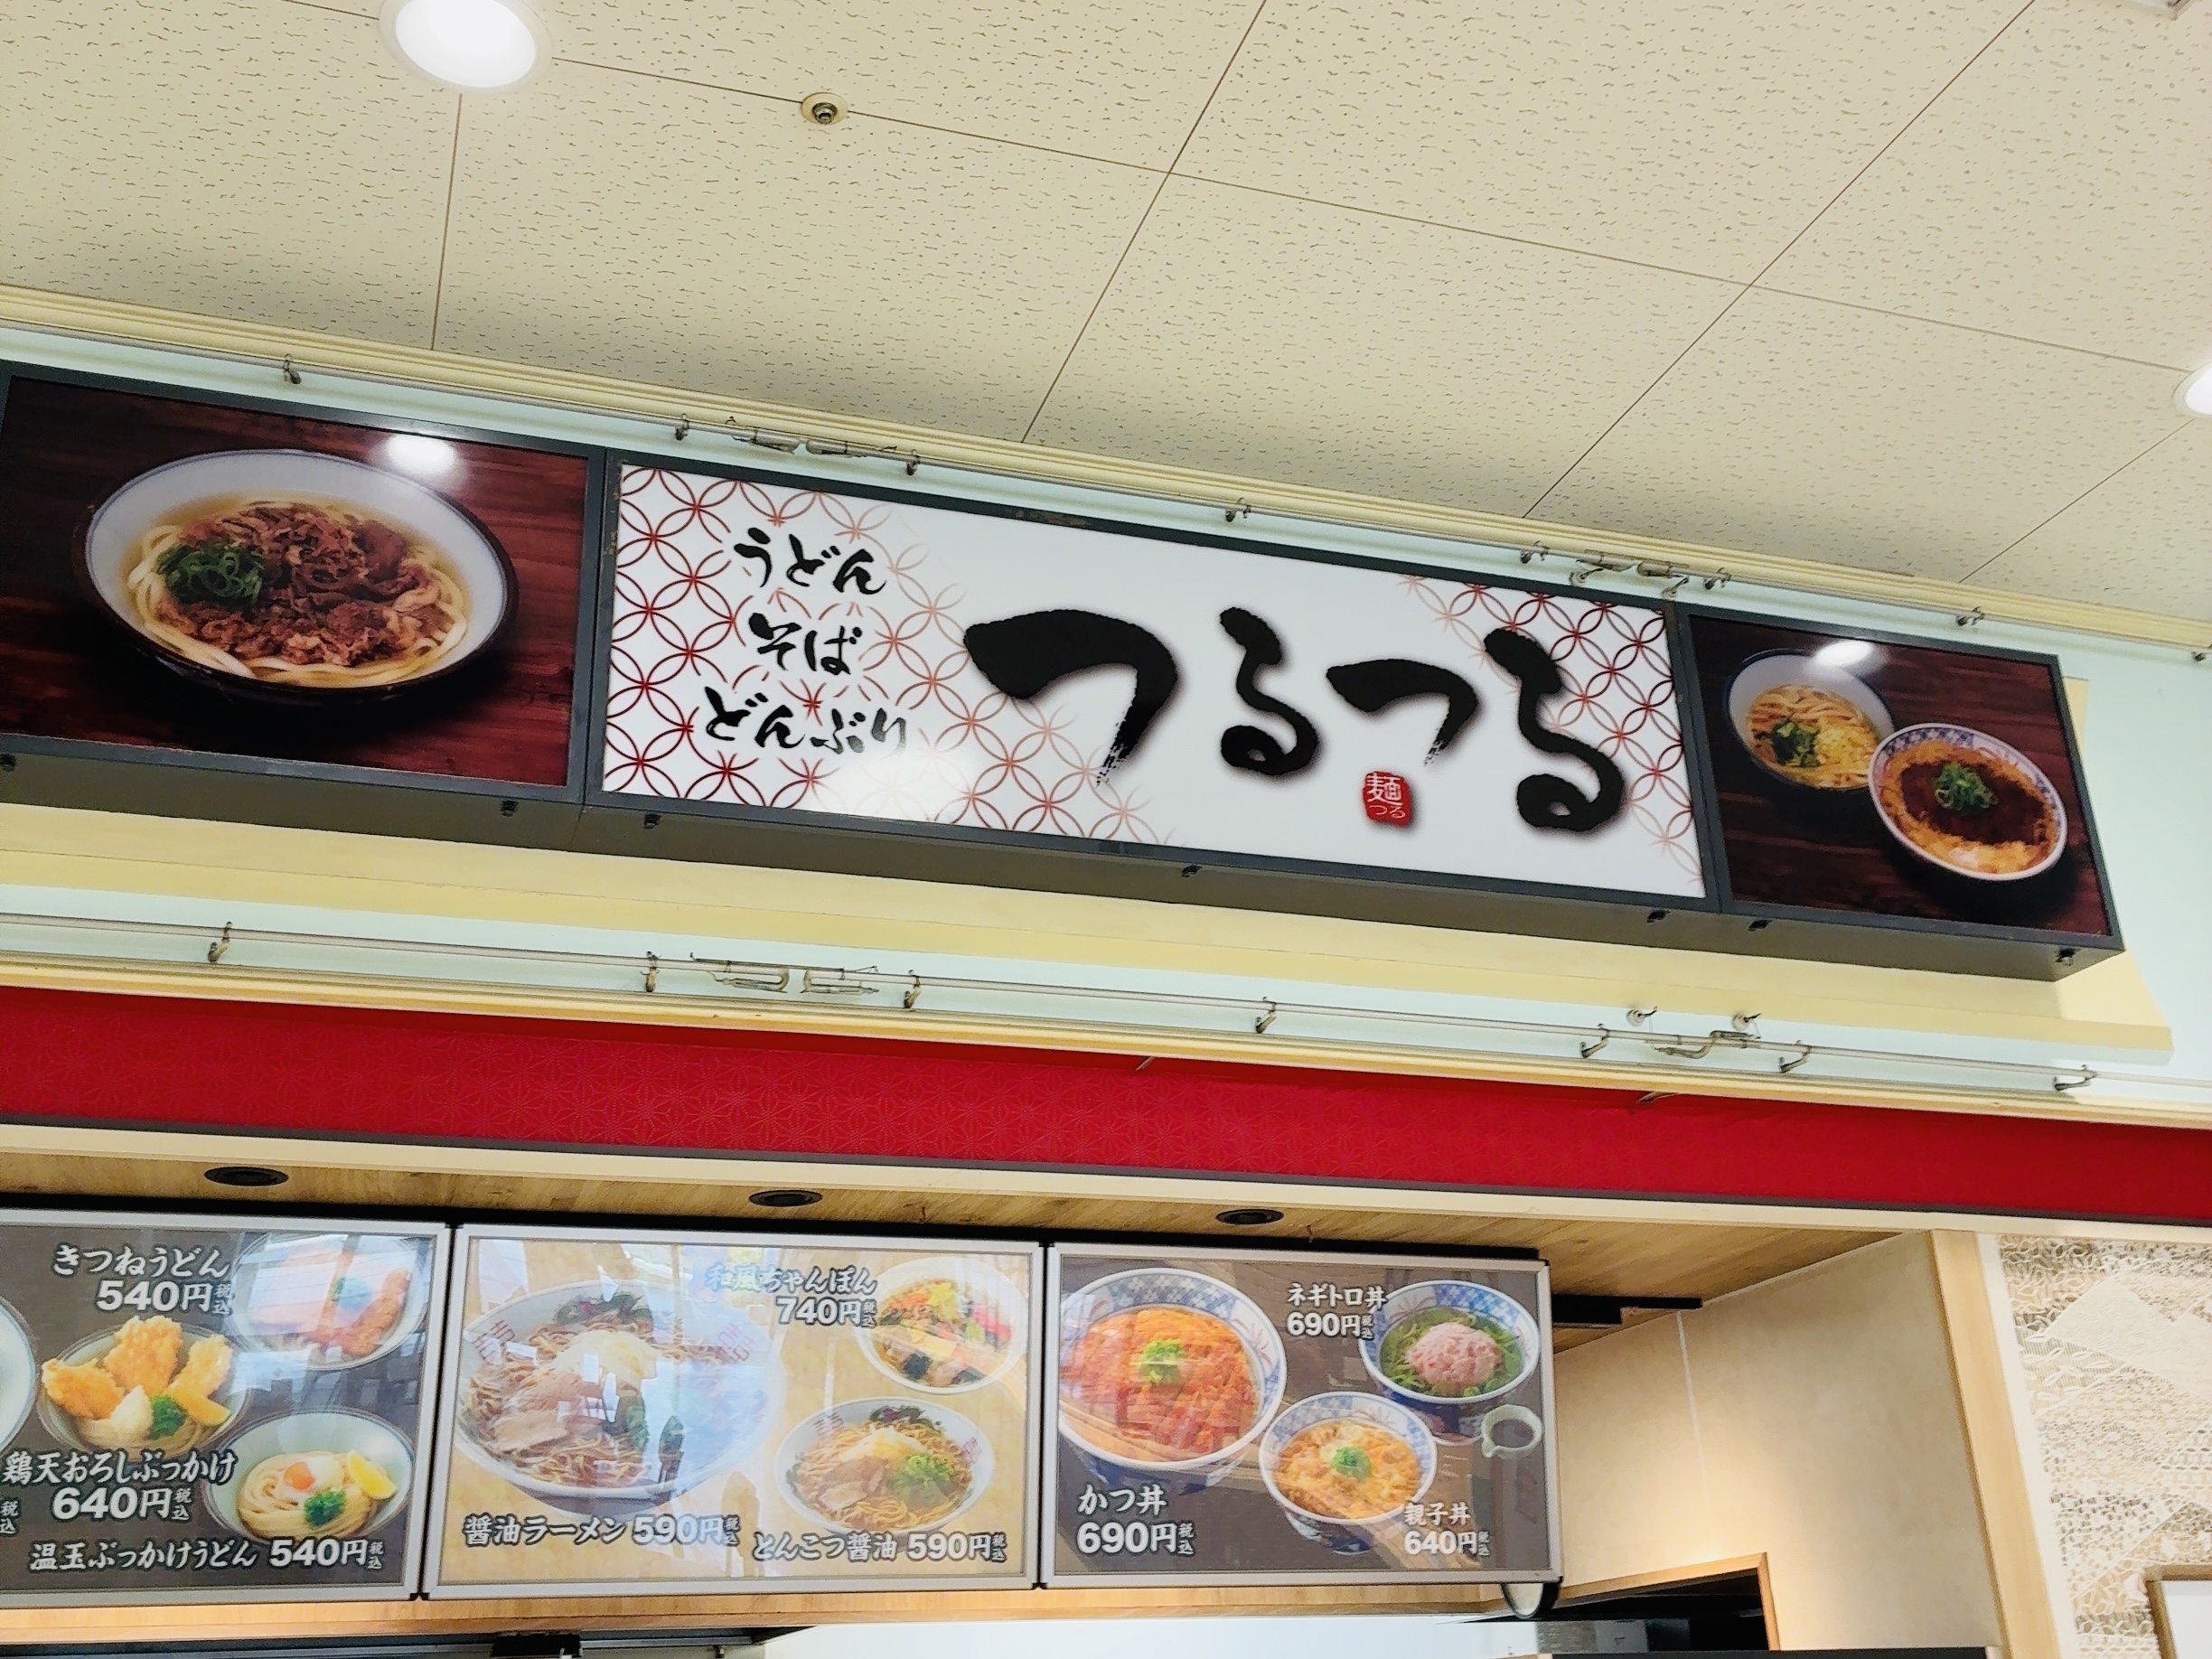 うどん
そば
どんぶり
つるつる
麺
つる
きつねうどん
540円税込
鶏天おろしぶっかけ
640円税込
税込
温玉ぶっかけうどん 540円税込
和風ちゃんぽん
740円税込
醤油ラーメン 590円税込
とんこつ醤油 590円税込
ネギトロ丼
690円税込
かつ丼
690円税込
親子丼
640円税込